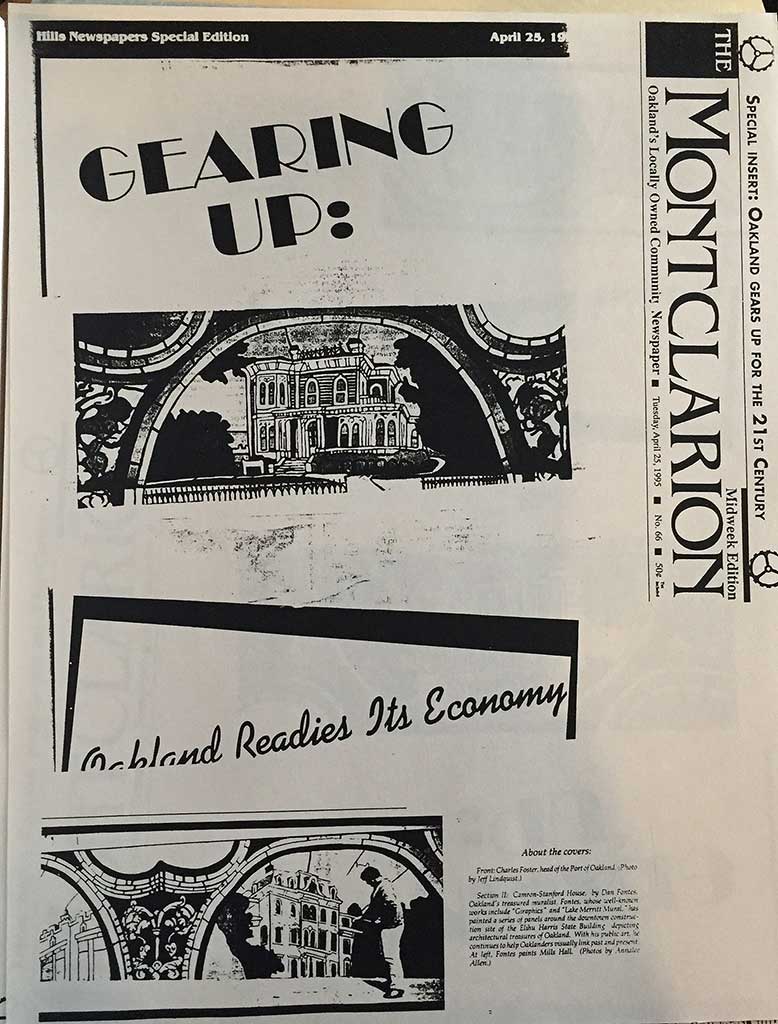 Hills Newspapers Special Edition
April 25, 19
GEARING
UP:
Oakland Readies Its Economy
About the covers:
Front: Charles Foster, head of the Port of Oakland. (Photo
by Jeff Lindquist.)
Section II: Camron-Stanford House, by Dan Fontes,
Oakland's treasured muralist. Fontes, whose well-known
works include "Giraphics" and "Lake Merritt Mural," has
painted a series of panels around the downtown construc-
tion site of the Elihu Harris State Building depicting
architectural treasures of Oakland. With his public art, he
continues to help Oaklanders visually link past and present.
At left, Fontes paints Mills Hall. (Photos by Annalee
Allen.)
SPECIAL INSERT: OAKLAND GEARS UP FOR THE 21ST CENTURY
THE
MONTCLARION
Midweek Edition
Oakland's Locally Owned Community Newspaper ■ Tuesday, April 25, 1995 ■ No. 66 ■ 50¢